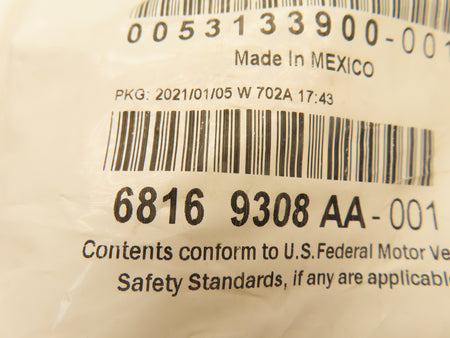 0053133900-001
Made In MEXICO
PKG: 2021/01/05 W 702A 17:43
6816 9308 AA-001
Contents conform to U.S. Federal Motor Ve
Safety Standards, if any are applicabl